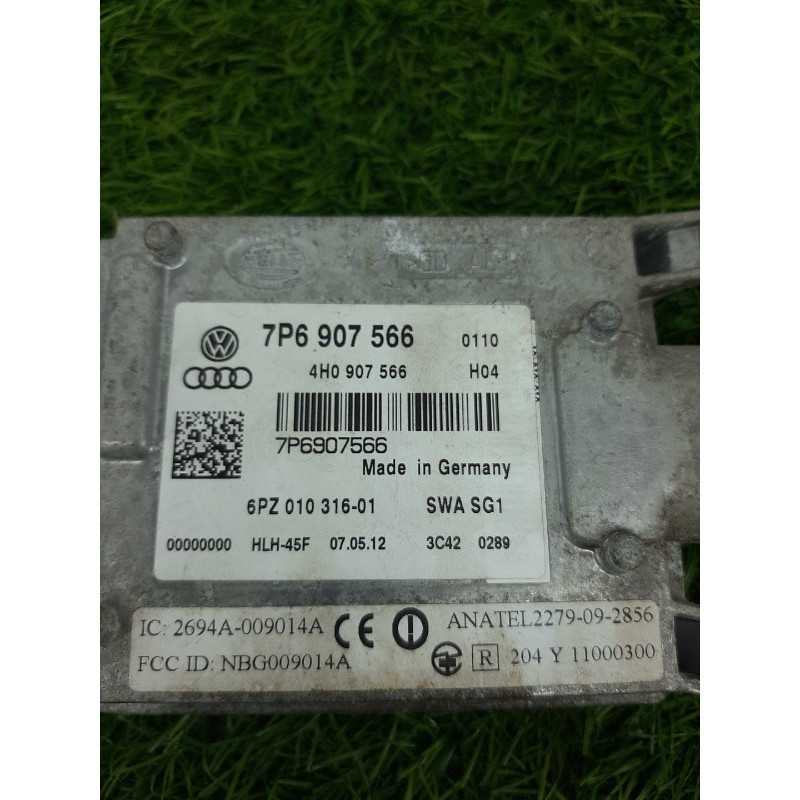 7P6 907 566 0110
4H0 907 566 H04
7P6907566
Made in Germany
6PZ 010 316-01 SWA SG1
00000000 HLH-45F 07.05.12 3C42 0289
IC: 2694A-009014A CE ANATEL2279-09-2856
FCC ID: NBG009014A R 204 Y 11000300